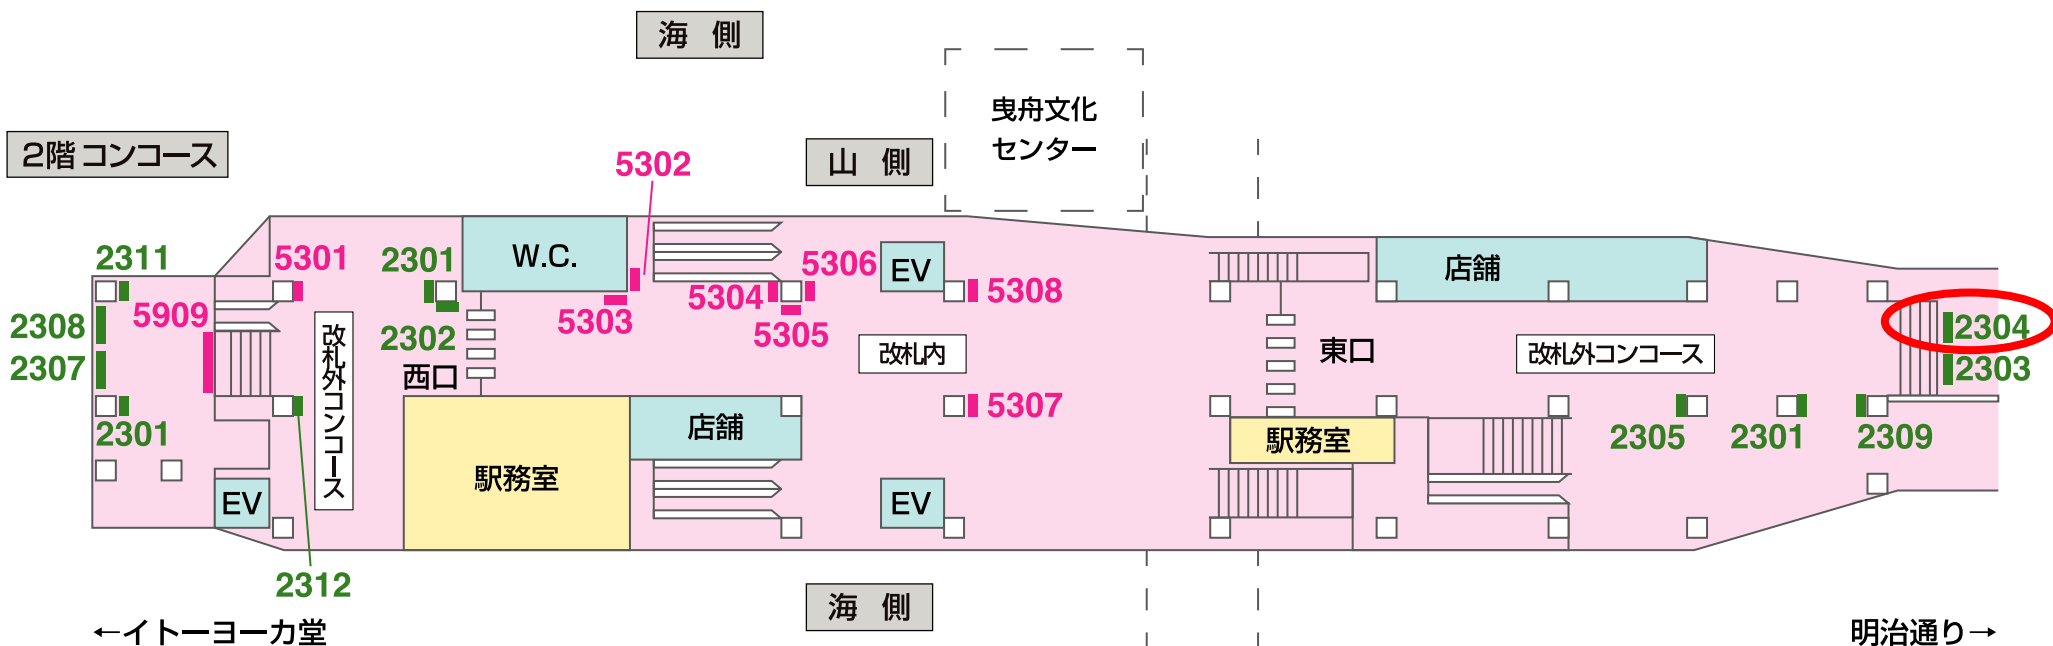 海 側
曳舟文化
センター
2階 コンコース
山 側
5302
2311
5301
2301
W.C.
5306
EV
店舗
5304
5308
5909
2308
5303
5305
2304
2302
改札内
東口
改札外コンコース
2307
西口
2303
改札外コンコース
5307
2301
店舗
駅務室
2305
2301
2309
駅務室
EV
EV
2312
海 側
←イトーヨーカ堂
明治通り→